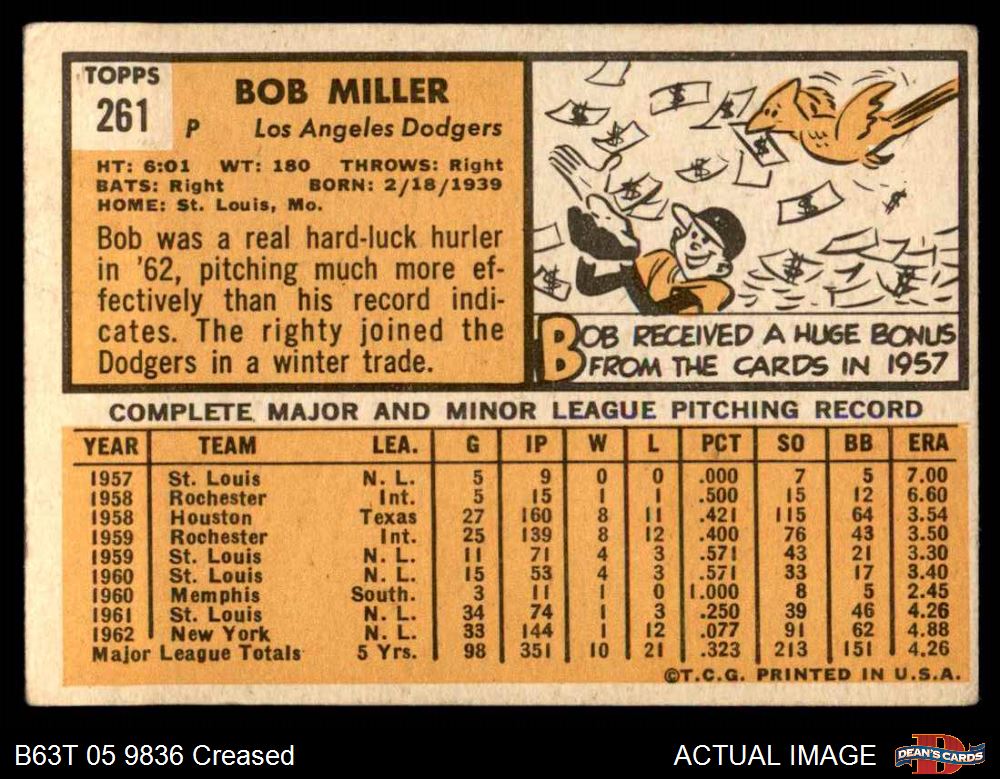 TOPPS
261
BOB MILLER
P Los Angeles Dodgers
HT: 6:01 WT: 180 THROWS: Right
BATS: Right BORN: 2/18/1939
HOME: St. Louis, Mo.
Bob was a real hard-luck hurler
in '62, pitching much more ef-
fectively than his record indi-
cates. The righty joined the
Dodgers in a winter trade.
BOB RECEIVED A HUGE BONUS
FROM THE CARDS IN 1957
COMPLETE MAJOR AND MINOR LEAGUE PITCHING RECORD
YEAR TEAM LEA. G IP W L PCT SO BB ERA
1957 St. Louis N. L. 5 9 0 0 .000 7 5 7.00
1958 Rochester Int. 5 15 1 1 .500 15 12 6.60
1958 Houston Texas 27 160 8 11 .421 115 64 3.54
1959 Rochester Int. 25 139 8 12 .400 76 43 3.50
1959 St. Louis N. L. 11 71 4 3 .571 43 21 3.30
1960 St. Louis N. L. 15 53 4 3 .571 33 17 3.40
1960 Memphis South. 3 11 1 0 1.000 8 5 2.45
1961 St. Louis N. L. 34 74 1 3 .250 39 46 4.26
1962 New York N. L. 33 144 1 12 .077 91 62 4.88
Major League Totals 5 Yrs. 98 351 10 21 .323 213 151 4.26
©T.C.G. PRINTED IN U.S.A.
B63T 05 9836 Creased
ACTUAL IMAGE
D
DEAN'S CARDS